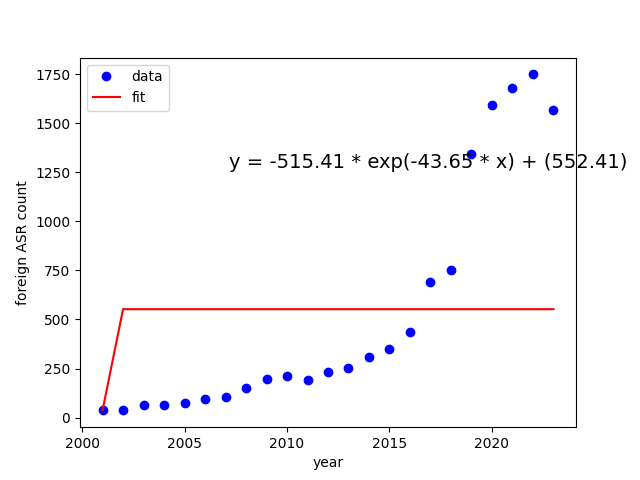 data
fit
y = -515.41 * exp(-43.65 * x) + (552.41)
foreign ASR count
1750
1500
1250
1000
750
500
250
0
2000
2005
2010
2015
2020
year